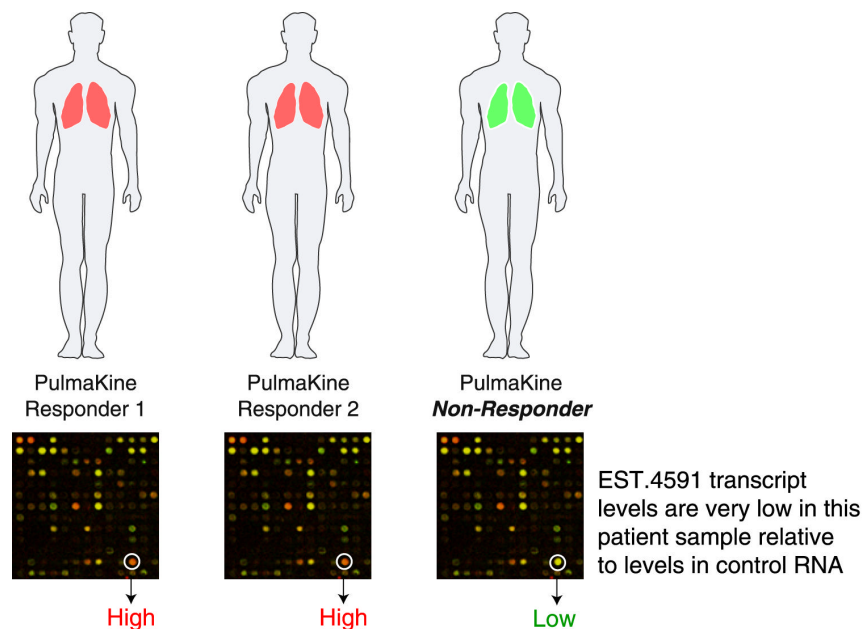 PulmaKine
Responder 1
PulmaKine
Responder 2
PulmaKine
Non-Responder
EST.4591 transcript
levels are very low in this
patient sample relative
to levels in control RNA
High
High
Low